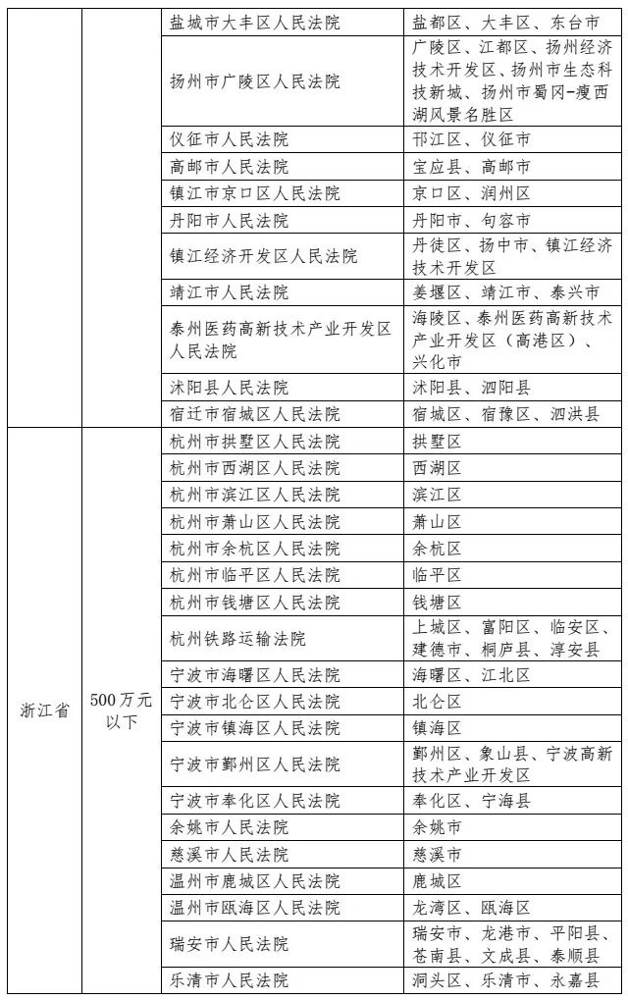 盐城市大丰区人民法院
盐都区、大丰区、东台市
扬州市广陵区人民法院
广陵区、江都区、扬州经济
技术开发区、扬州市生态科
技新城、扬州市蜀冈-瘦西
湖风景名胜区
仪征市人民法院
邗江区、仪征市
高邮市人民法院
宝应县、高邮市
镇江市京口区人民法院
京口区、润州区
丹阳市人民法院
丹阳市、句容市
镇江经济开发区人民法院
丹徒区、扬中市、镇江经济
技术开发区
靖江市人民法院
姜堰区、靖江市、泰兴市
泰州医药高新技术产业开发区
人民法院
海陵区、泰州医药高新技术
产业开发区（高港区）、
兴化市
沭阳县人民法院
沭阳县、泗阳县
宿迁市宿城区人民法院
宿城区、宿豫区、泗洪县
浙江省
500万元
以下
杭州市拱墅区人民法院
拱墅区
杭州市西湖区人民法院
西湖区
杭州市滨江区人民法院
滨江区
杭州市萧山区人民法院
萧山区
杭州市余杭区人民法院
余杭区
杭州市临平区人民法院
临平区
杭州市钱塘区人民法院
钱塘区
杭州铁路运输法院
上城区、富阳区、临安区、
建德市、桐庐县、淳安县
宁波市海曙区人民法院
海曙区、江北区
宁波市北仑区人民法院
北仑区
宁波市镇海区人民法院
镇海区
宁波市鄞州区人民法院
鄞州区、象山县、宁波高新
技术产业开发区
宁波市奉化区人民法院
奉化区、宁海县
余姚市人民法院
余姚市
慈溪市人民法院
慈溪市
温州市鹿城区人民法院
鹿城区
温州市瓯海区人民法院
龙湾区、瓯海区
瑞安市人民法院
瑞安市、龙港市、平阳县、
苍南县、文成县、泰顺县
乐清市人民法院
洞头区、乐清市、永嘉县